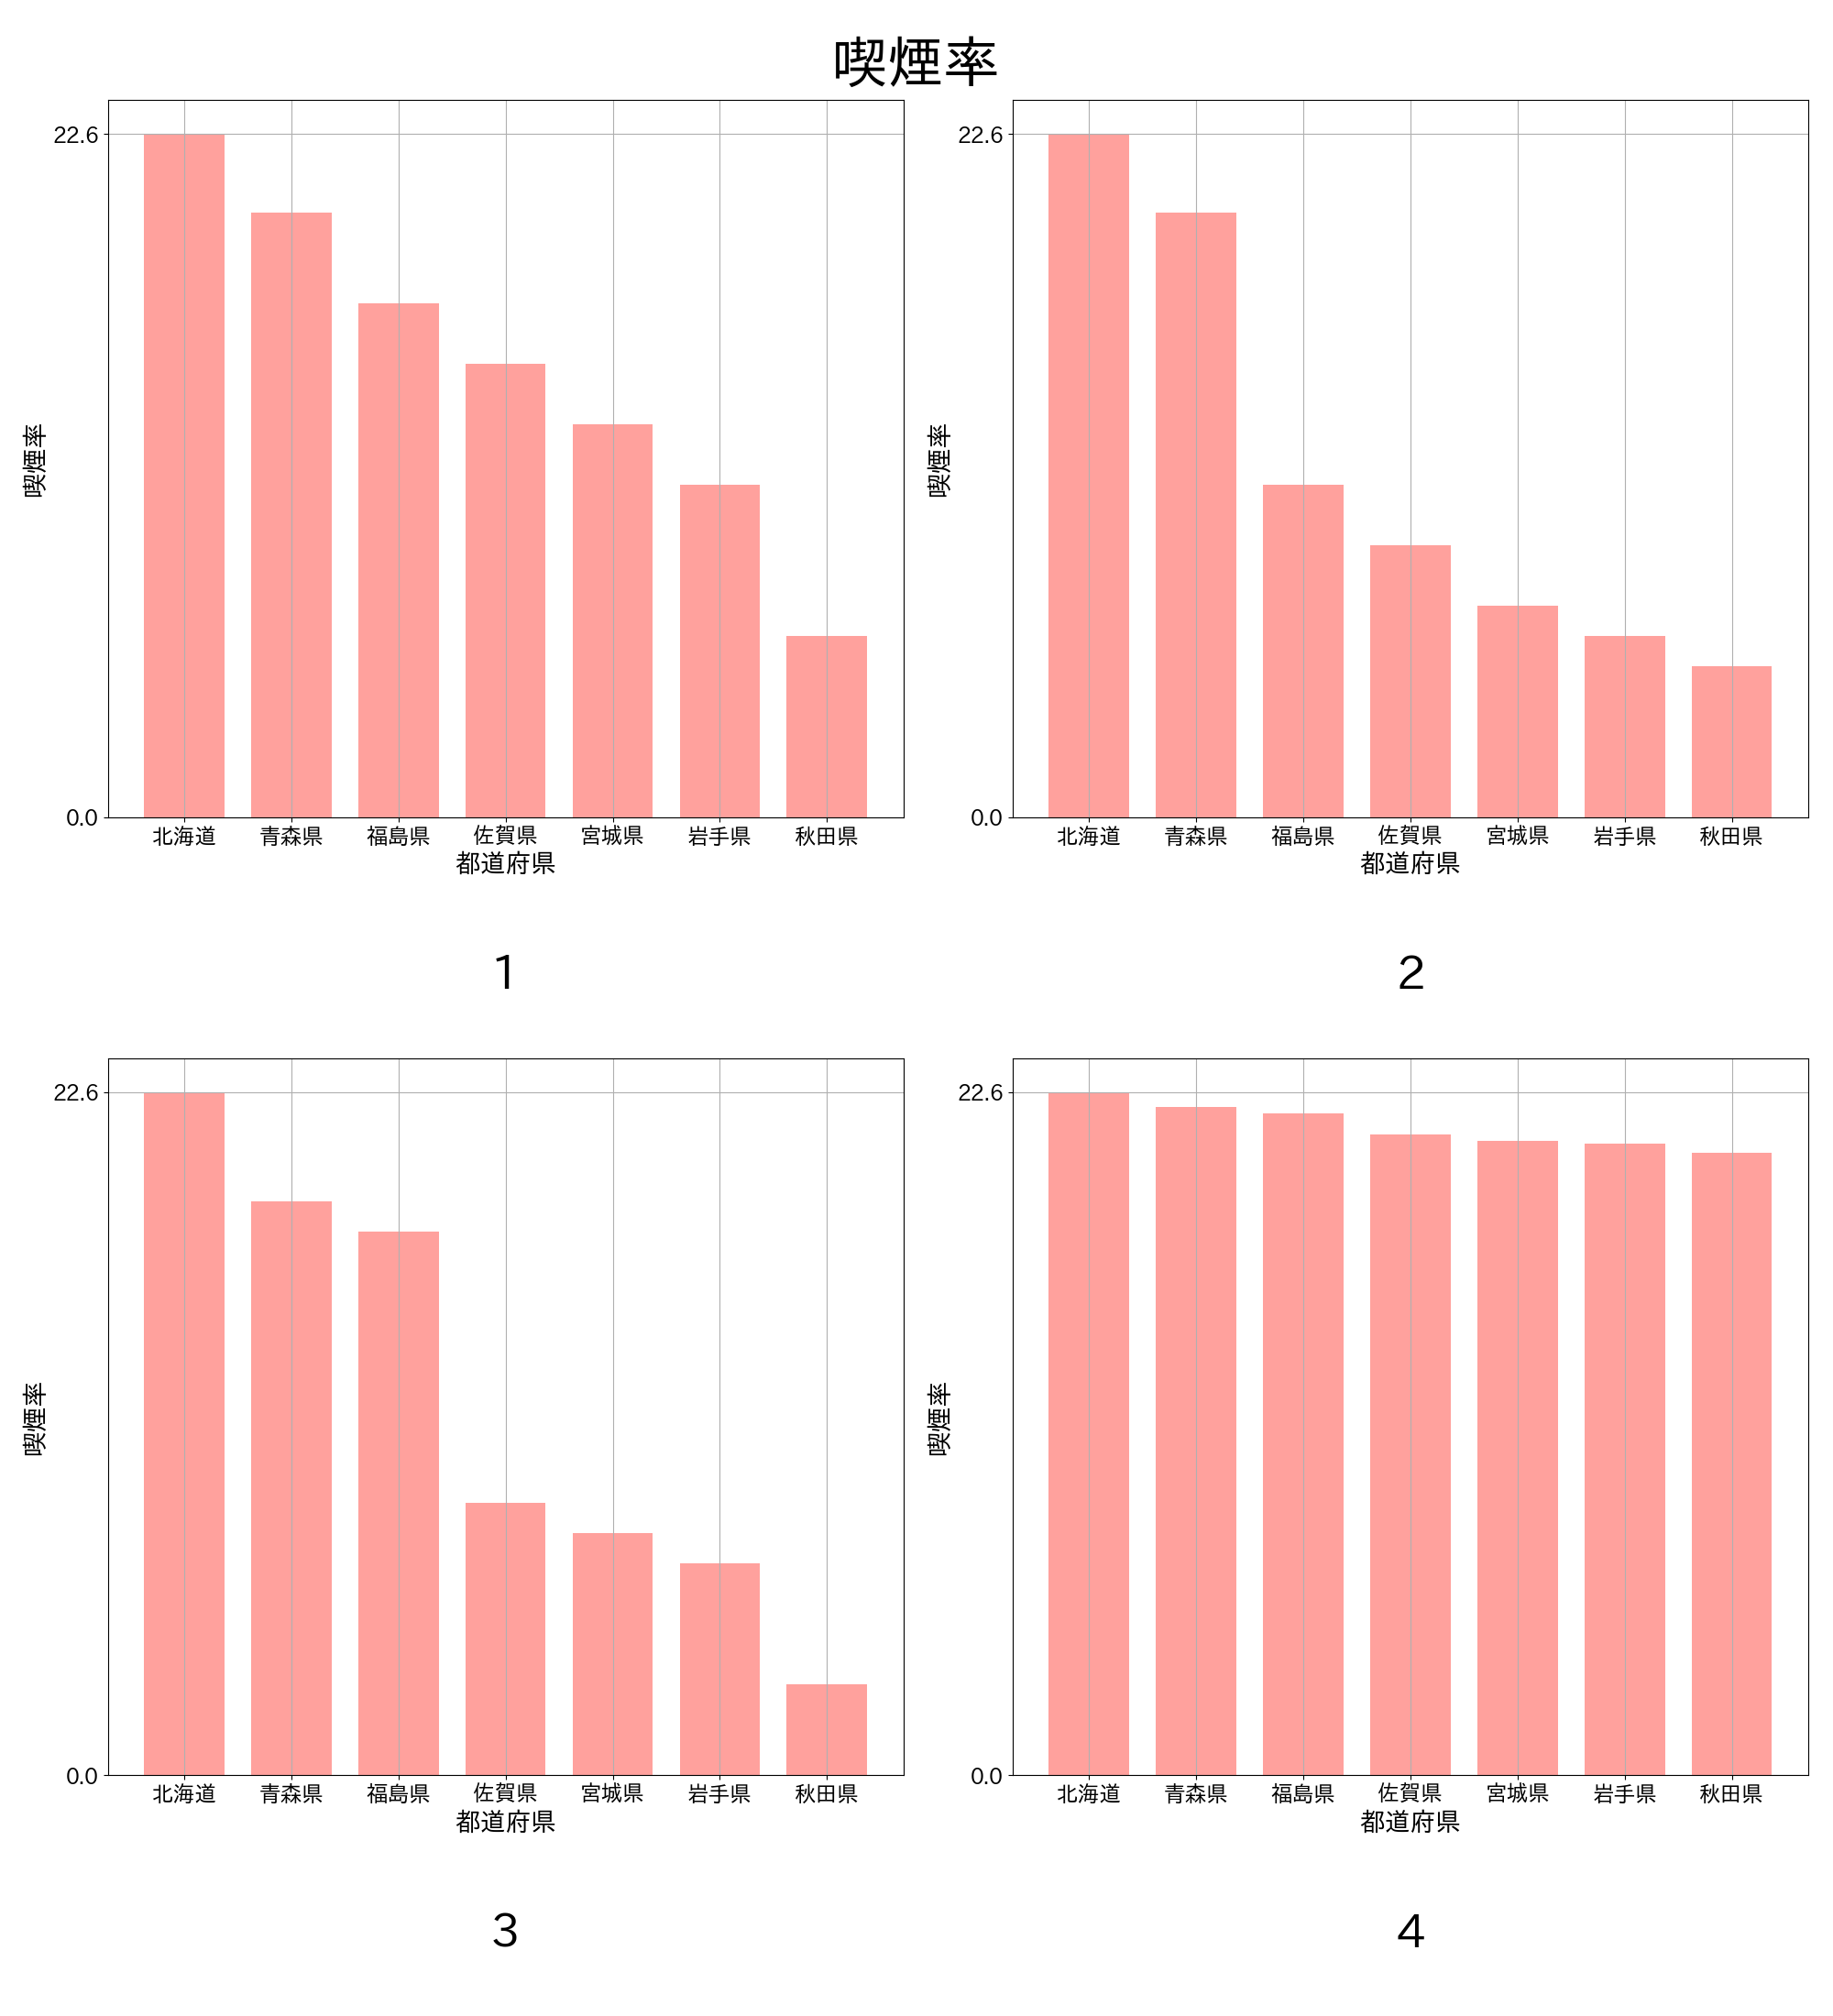 喫煙率
22.6
0.0
喫煙率
北海道 青森県 福島県 佐賀県 宮城県 岩手県 秋田県
都道府県
1
22.6
0.0
喫煙率
北海道 青森県 福島県 佐賀県 宮城県 岩手県 秋田県
都道府県
2
22.6
0.0
喫煙率
北海道 青森県 福島県 佐賀県 宮城県 岩手県 秋田県
都道府県
3
22.6
0.0
喫煙率
北海道 青森県 福島県 佐賀県 宮城県 岩手県 秋田県
都道府県
4